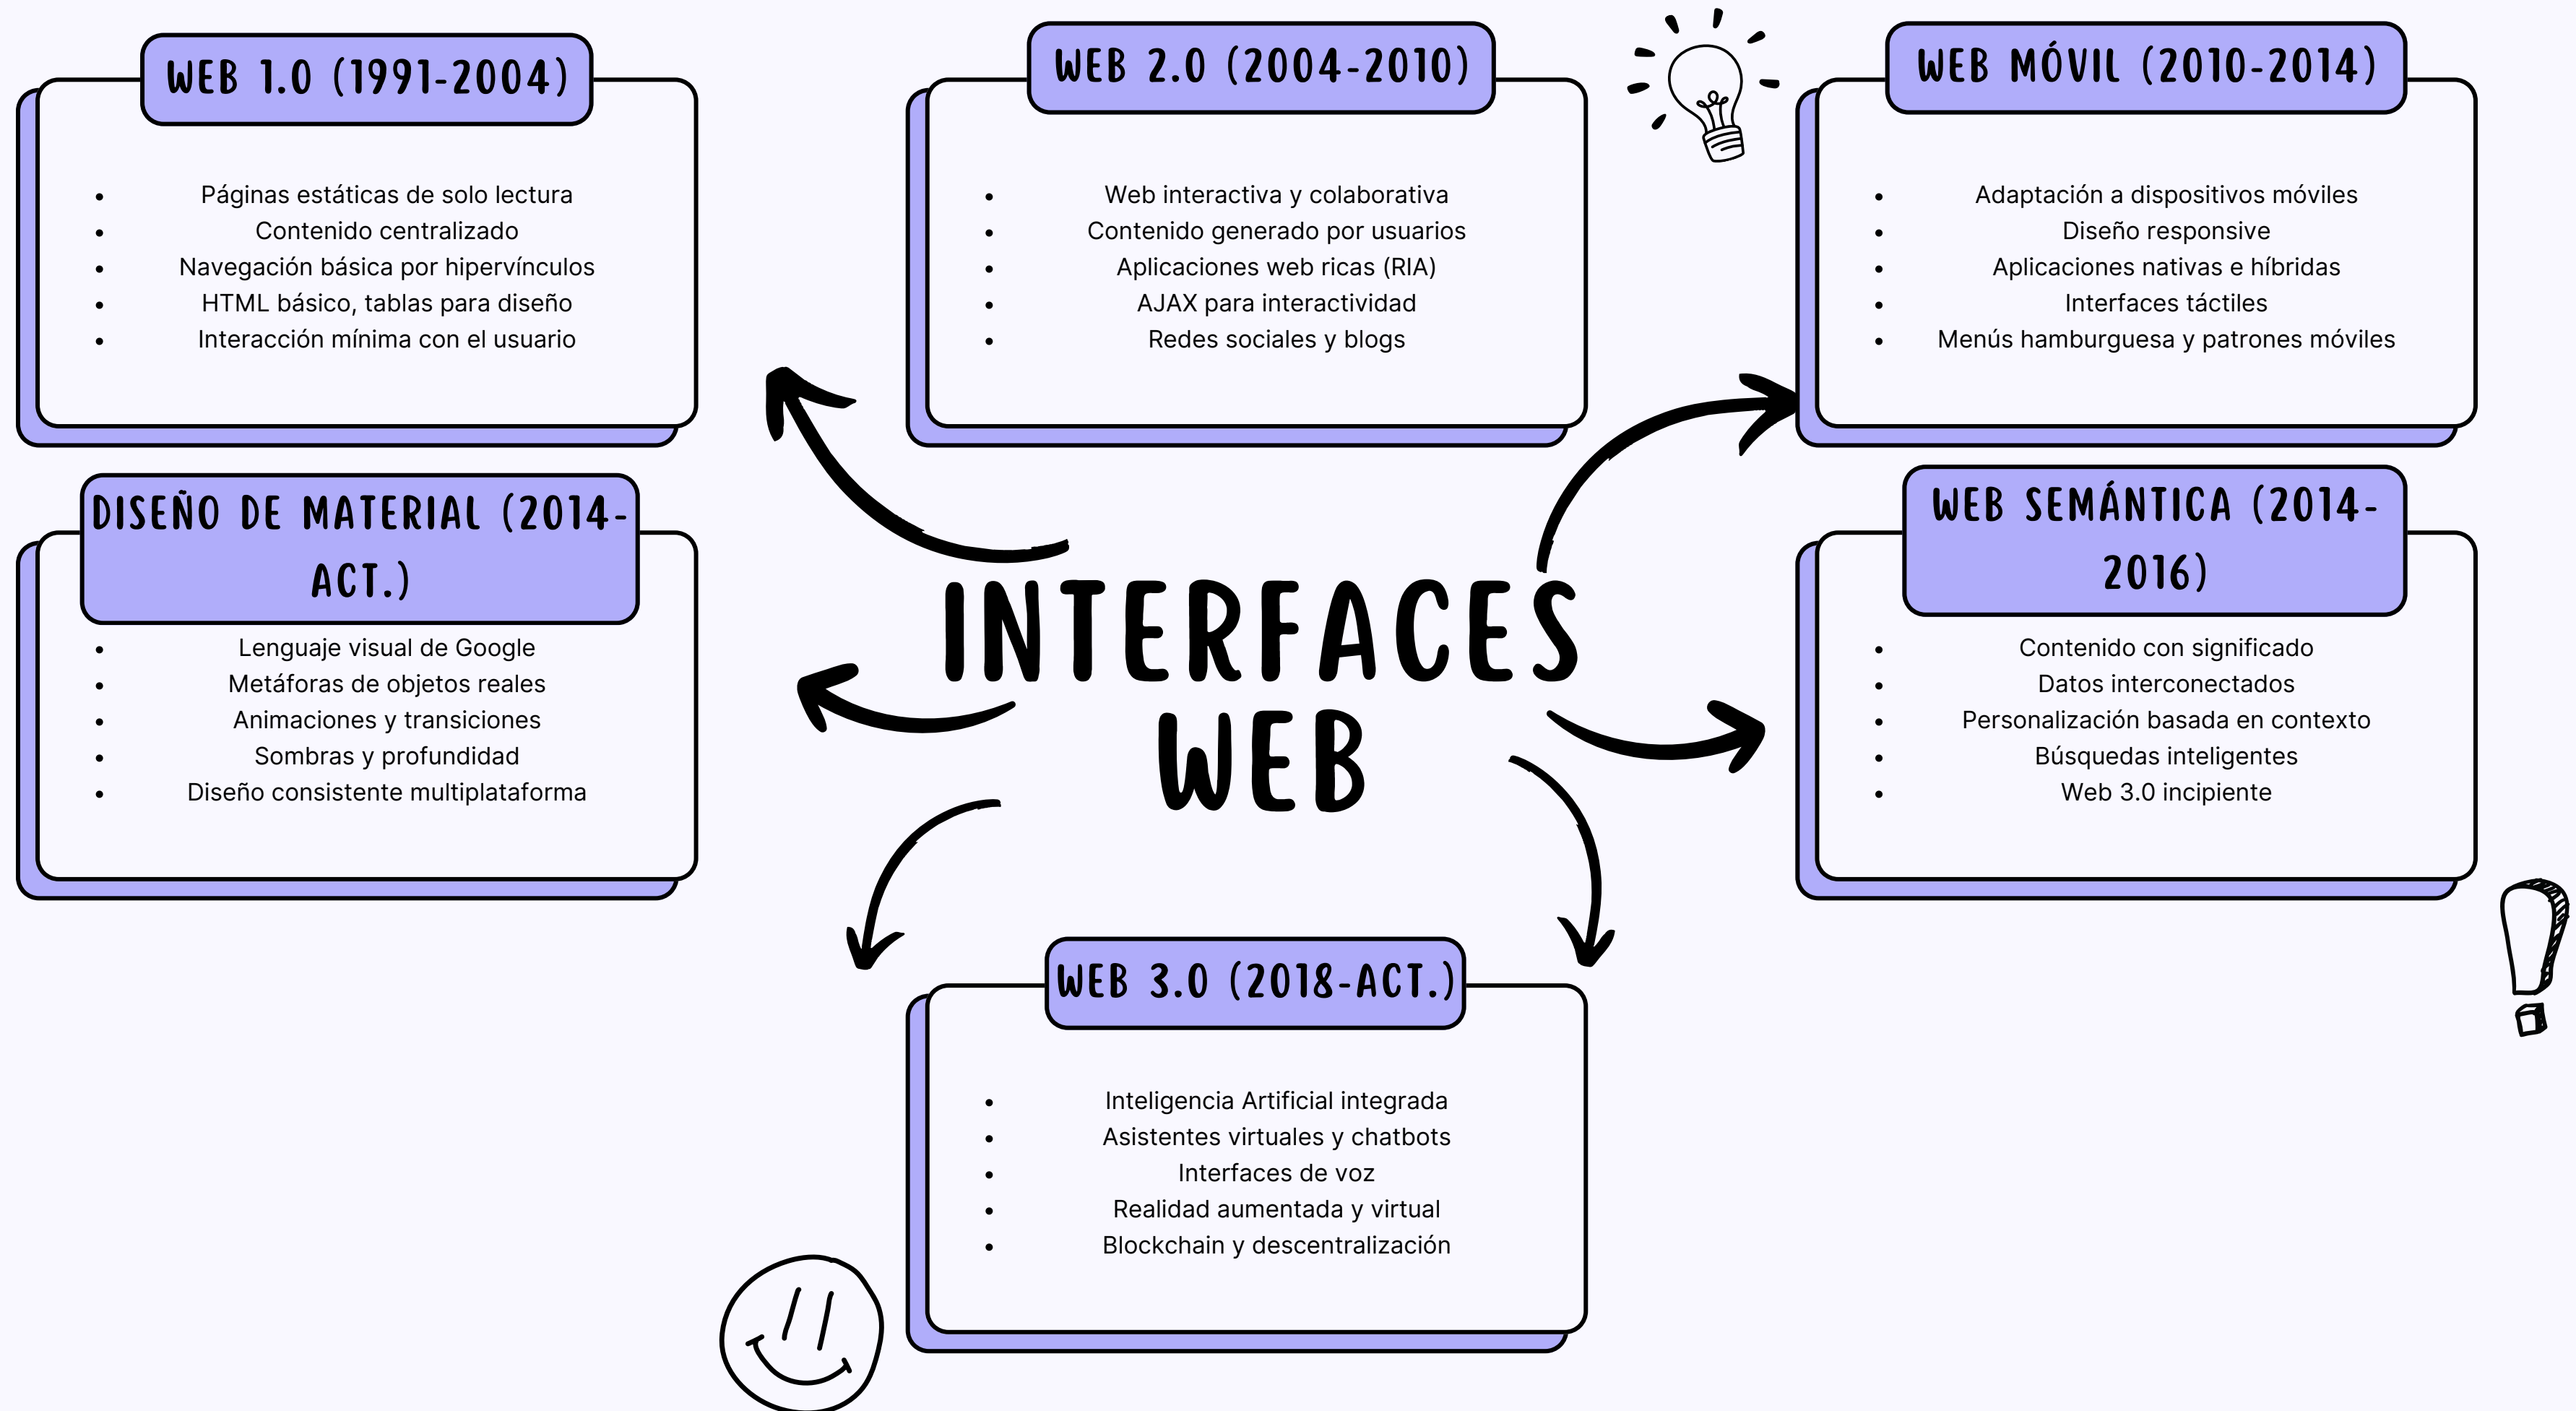 WEB 1.0 (1991-2004)
• Páginas estáticas de solo lectura
• Contenido centralizado
• Navegación básica por hipervínculos
• HTML básico, tablas para diseño
• Interacción mínima con el usuario
WEB 2.0 (2004-2010)
• Web interactiva y colaborativa
• Contenido generado por usuarios
• Aplicaciones web ricas (RIA)
• AJAX para interactividad
• Redes sociales y blogs
WEB MÓVIL (2010-2014)
• Adaptación a dispositivos móviles
• Diseño responsive
• Aplicaciones nativas e híbridas
• Interfaces táctiles
• Menús hamburguesa y patrones móviles
DISEÑO DE MATERIAL (2014-
ACT.)
• Lenguaje visual de Google
• Metáforas de objetos reales
• Animaciones y transiciones
• Sombras y profundidad
• Diseño consistente multiplataforma
INTERFACES
WEB
WEB SEMÁNTICA (2014-
2016)
• Contenido con significado
• Datos interconectados
• Personalización basada en contexto
• Búsquedas inteligentes
• Web 3.0 incipiente
WEB 3.0 (2018-ACT.)
• Inteligencia Artificial integrada
• Asistentes virtuales y chatbots
• Interfaces de voz
• Realidad aumentada y virtual
• Blockchain y descentralización